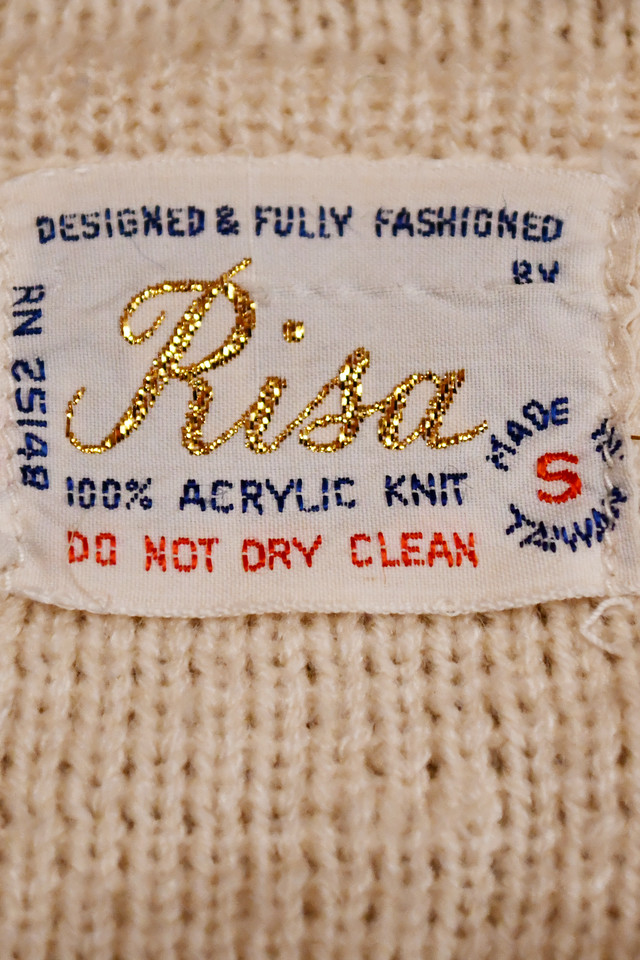 DESIGNED & FULLY FASHIONED
BY
Risa
RN 25148
100% ACRYLIC KNIT
DO NOT DRY CLEAN
MADE IN TAIWAN
S